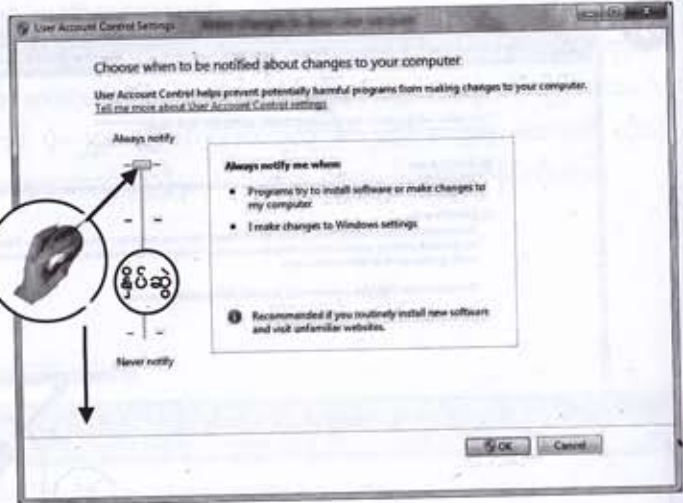 User Account Control Settings
Choose when to be notified about changes to your computer
User Account Control helps prevent potentially harmful programs from making changes to your computer.
Tell me more about User Account Control settings
Always notify
Always notify me when:
• Programs try to install software or make changes to
my computer
• I make changes to Windows settings
Recommended if you routinely install new software
and visit unfamiliar websites.
Never notify
OK
Cancel